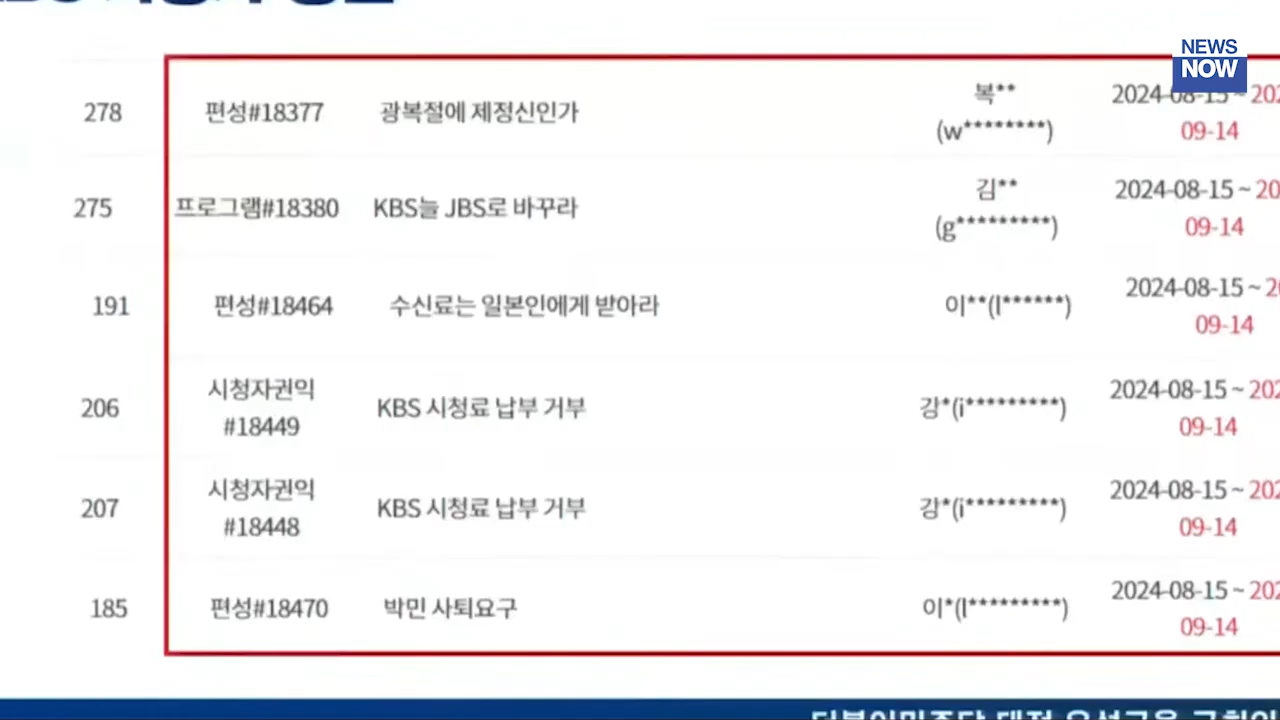 NEWS
NOW
278 편성#18377 광복절에 제정신인가 복** (w********) 2024-08-15 ~ 202
09-14
275 프로그램#18380 KBS늘 JBS로 바꾸라 김** (g*********) 2024-08-15 ~ 20
09-14
191 편성#18464 수신료는 일본인에게 받아라 이**(l******) 2024-08-15 ~ 20
09-14
206 시청자권익 #18449 KBS 시청료 납부 거부 강*(i*********) 2024-08-15 ~ 202
09-14
207 시청자권익 #18448 KBS 시청료 납부 거부 강*(i*********) 2024-08-15 ~ 202
09-14
185 편성#18470 박민 사퇴요구 이*(l*********) 2024-08-15 ~ 202
09-14